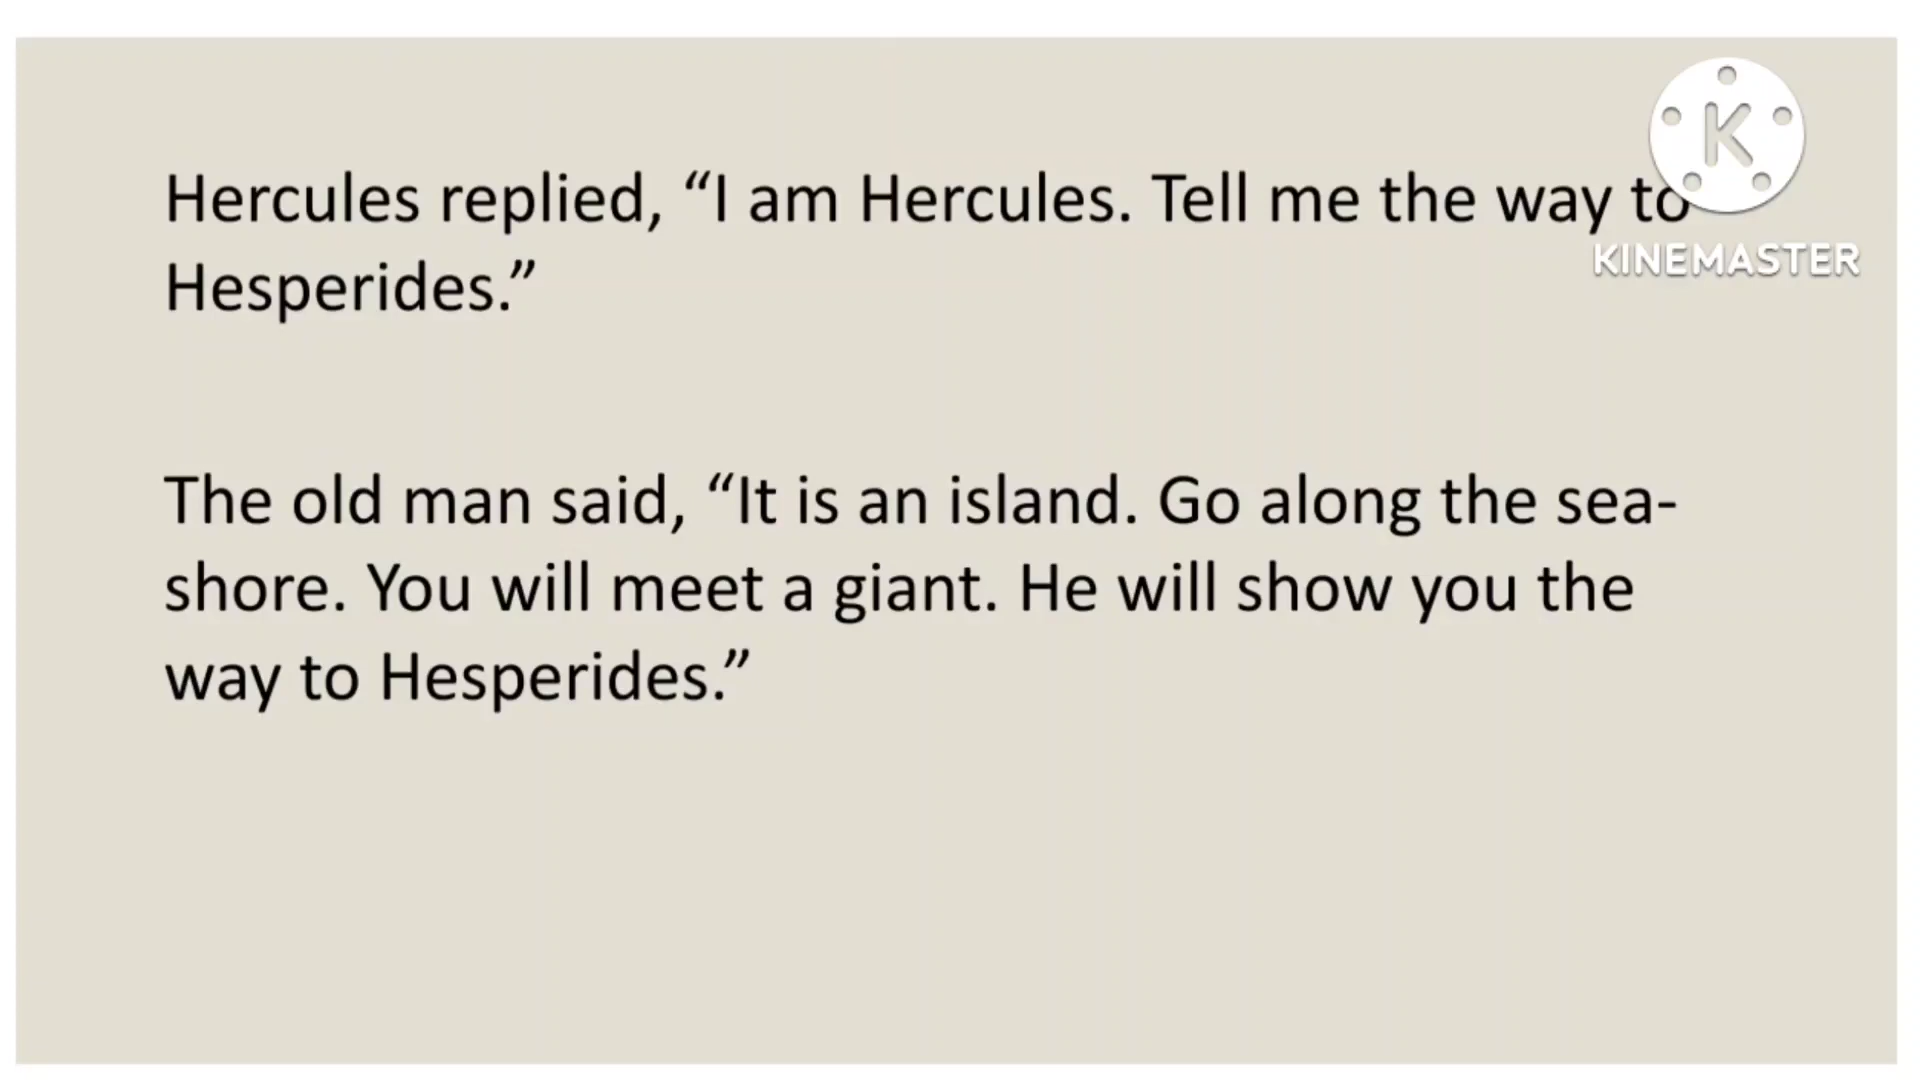 Hercules replied, “I am Hercules. Tell me the way to
Hesperides.”
The old man said, “It is an island. Go along the sea-
shore. You will meet a giant. He will show you the
way to Hesperides.”
K
KINEMASTER